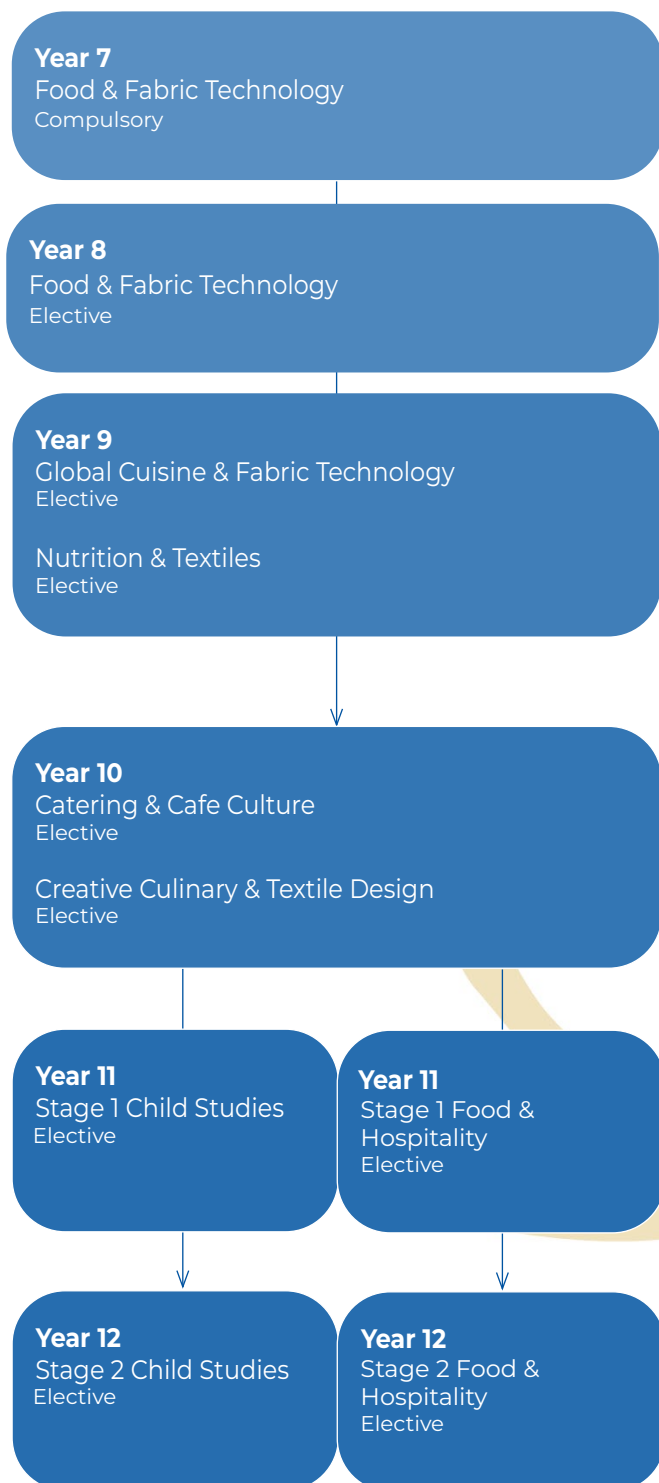 Year 7
Food & Fabric Technology
Compulsory
Year 8
Food & Fabric Technology
Elective
Year 9
Global Cuisine & Fabric Technology
Elective
Nutrition & Textiles
Elective
Year 10
Catering & Cafe Culture
Elective
Creative Culinary & Textile Design
Elective
Year 11
Stage 1 Child Studies
Elective
Year 11
Stage 1 Food &
Hospitality
Elective
Year 12
Stage 2 Child Studies
Elective
Year 12
Stage 2 Food &
Hospitality
Elective